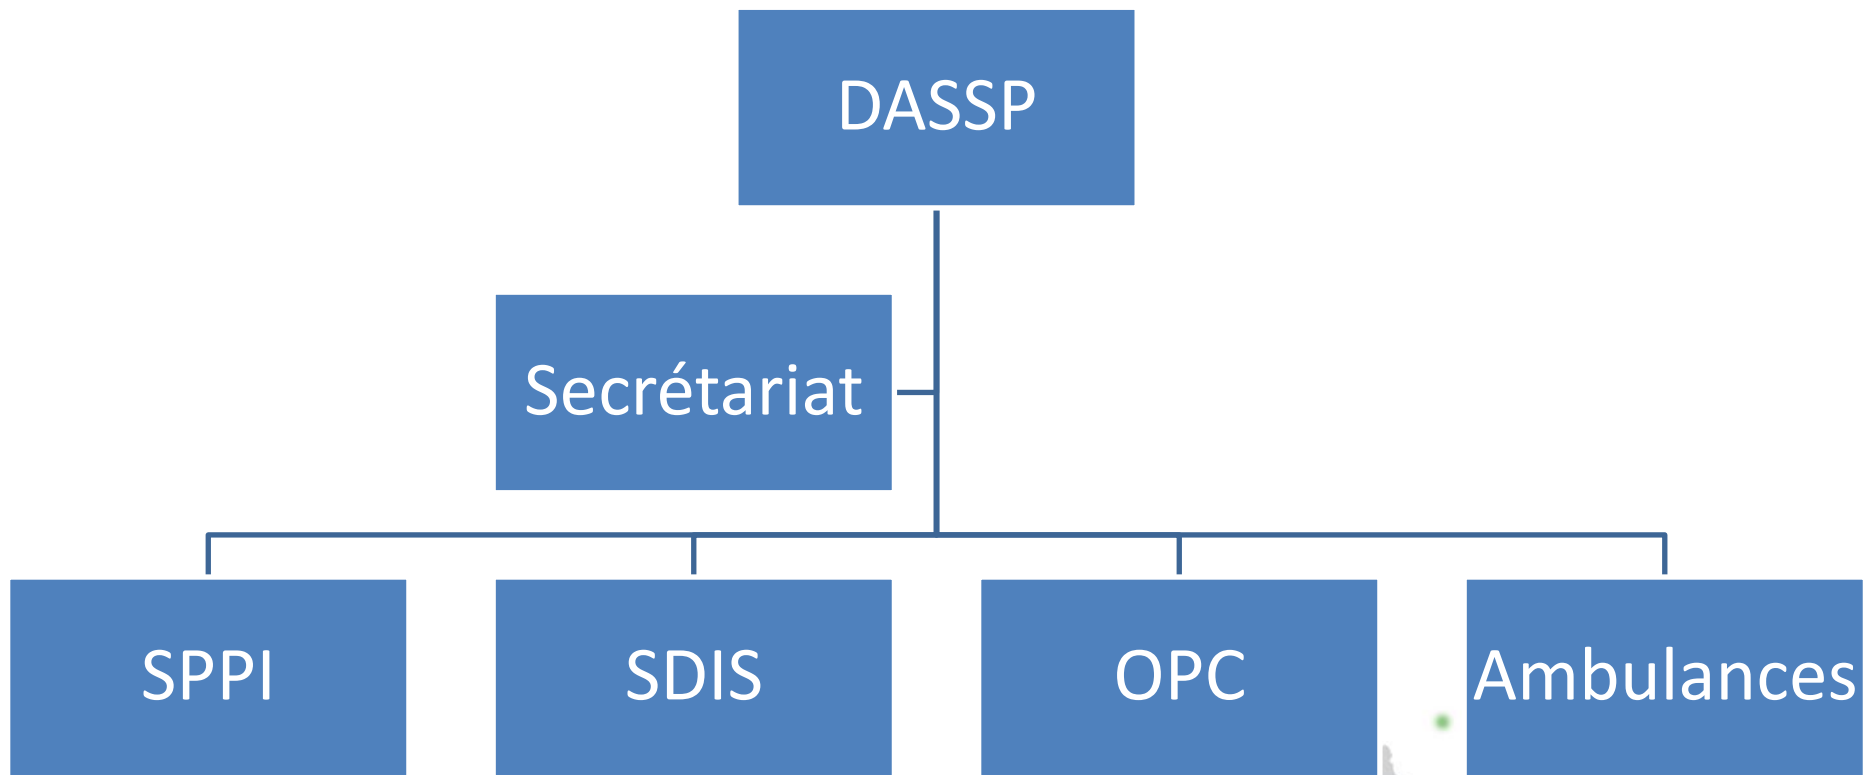 DASSP
Secrétariat
SPPI
SDIS
OPC
Ambulances